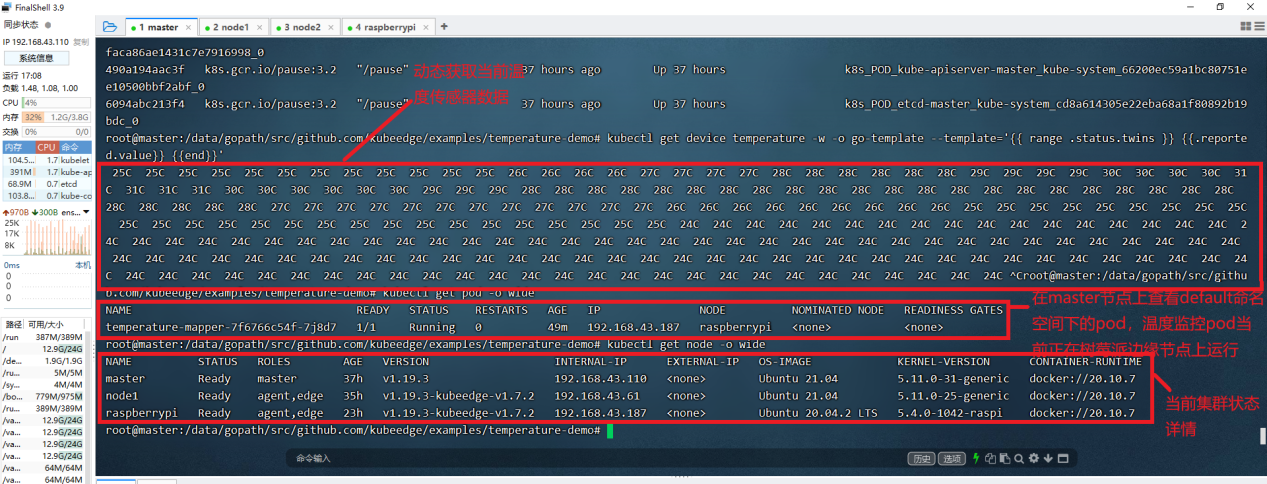 FinalShell 3.9
同步状态
IP 192.168.43.110 复制
系统信息
运行 17:08
负载 1.48, 1.08, 1.00
CPU 4%
内存 32% 1.2G/3.8G
交换 0% 0/0
内存 CPU 命令
104.5... 1.7 kubelet
391M 1.7 kube-ap
68.9M 0.7 etcd
103.8... 0.7 kube-co
970B 300B ens...
25K
17K
8K
0ms 本机
0
0
0
路径 可用/大小
/run 387M/389M
/ 12.9G/24G
/de... 1.9G/1.9G
/ru... 5M/5M
/sy... 4M/4M
/bo... 779M/975M
/ru... 389M/389M
/va... 12.9G/24G
/va... 12.9G/24G
/va... 12.9G/24G
/va... 12.9G/24G
/va... 64M/64M
/va... 64M/64M
1 master 2 node1 3 node2 4 raspberrypi
faca86ae1431c7e7916998_0
490a194aac3f k8s.gcr.io/pause:3.2 "/pause" 37 hours ago Up 37 hours k8s_POD_kube-apiserver-master_kube-system_66200ec59a1bc80751e
e10500bbf2abf_0
6094abc213f4 k8s.gcr.io/pause:3.2 "/pause" 37 hours ago Up 37 hours k8s_POD_etcd-master_kube-system_cd8a614305e22eba68a1f80892b19
bdc_0
动态获取当前温
度传感器数据
root@master:/data/gopath/src/github.com/kubeedge/examples/temperature-demo# kubectl get device temperature -w -o go-template --template='{{ range .status.twins }} {{.reporte
d.value}} {{end}}'
25C 25C 25C 25C 25C 25C 25C 25C 25C 25C 26C 26C 26C 26C 27C 27C 27C 27C 28C 28C 28C 28C 29C 29C 29C 29C 30C 30C 30C 30C 31
C 31C 31C 31C 30C 30C 30C 30C 30C 29C 29C 29C 28C 28C 28C 28C 28C 28C 28C 28C 28C 28C 28C 28C 28C 28C 28C 28C 28C
28C 28C 28C 28C 27C 27C 27C 27C 27C 27C 27C 27C 27C 27C 26C 26C 26C 26C 26C 26C 26C 25C 25C 25C 25C 25C 25C 25C 25C
25C 25C 25C 25C 25C 25C 25C 25C 25C 25C 25C 25C 25C 24C 24C 24C 24C 24C 24C 24C 24C 24C 24C 24C 24C 24C 24C 24C 2
4C 24C 24C 24C 24C 24C 24C 24C 24C 24C 24C 24C 24C 24C 24C 24C 24C 24C 24C 24C 24C 24C 24C 24C 24C 24C 24C 24C 24C
24C 24C 24C 24C 24C 24C 24C 24C 24C 24C 24C 24C 24C 24C 24C 24C 24C 24C 24C 24C 24C 24C 24C 24C 24C 24C 24C 24C 24
C 24C 24C 24C 24C 24C 24C 24C 24C 24C 24C 24C 24C 24C 24C 24C 24C 24C 24C 24C 24C 24C 24C 24C ^Croot@master:/data/gopath/src/githu
b.com/kubeedge/examples/temperature-demo# kubectl get pod -o wide
NAME READY STATUS RESTARTS AGE IP NODE NOMINATED NODE READINESS GATES
temperature-mapper-7f6766c54f-7j8d7 1/1 Running 0 49m 192.168.43.187 raspberrypi <none> <none>
在master节点上查看default命名
空间下的pod，温度监控pod当
前正在树莓派边缘节点上运行
root@master:/data/gopath/src/github.com/kubeedge/examples/temperature-demo# kubectl get node -o wide
NAME STATUS ROLES AGE VERSION INTERNAL-IP EXTERNAL-IP OS-IMAGE KERNEL-VERSION CONTAINER-RUNTIME
master Ready master 37h v1.19.3 192.168.43.110 <none> Ubuntu 21.04 5.11.0-31-generic docker://20.10.7
node1 Ready agent,edge 35h v1.19.3-kubeedge-v1.7.2 192.168.43.61 <none> Ubuntu 21.04 5.11.0-25-generic docker://20.10.7
raspberrypi Ready agent,edge 23h v1.19.3-kubeedge-v1.7.2 192.168.43.187 <none> Ubuntu 20.04.2 LTS 5.4.0-1042-raspi docker://20.10.7
当前集群状态
详情
root@master:/data/gopath/src/github.com/kubeedge/examples/temperature-demo#
命令输入 历史 选项